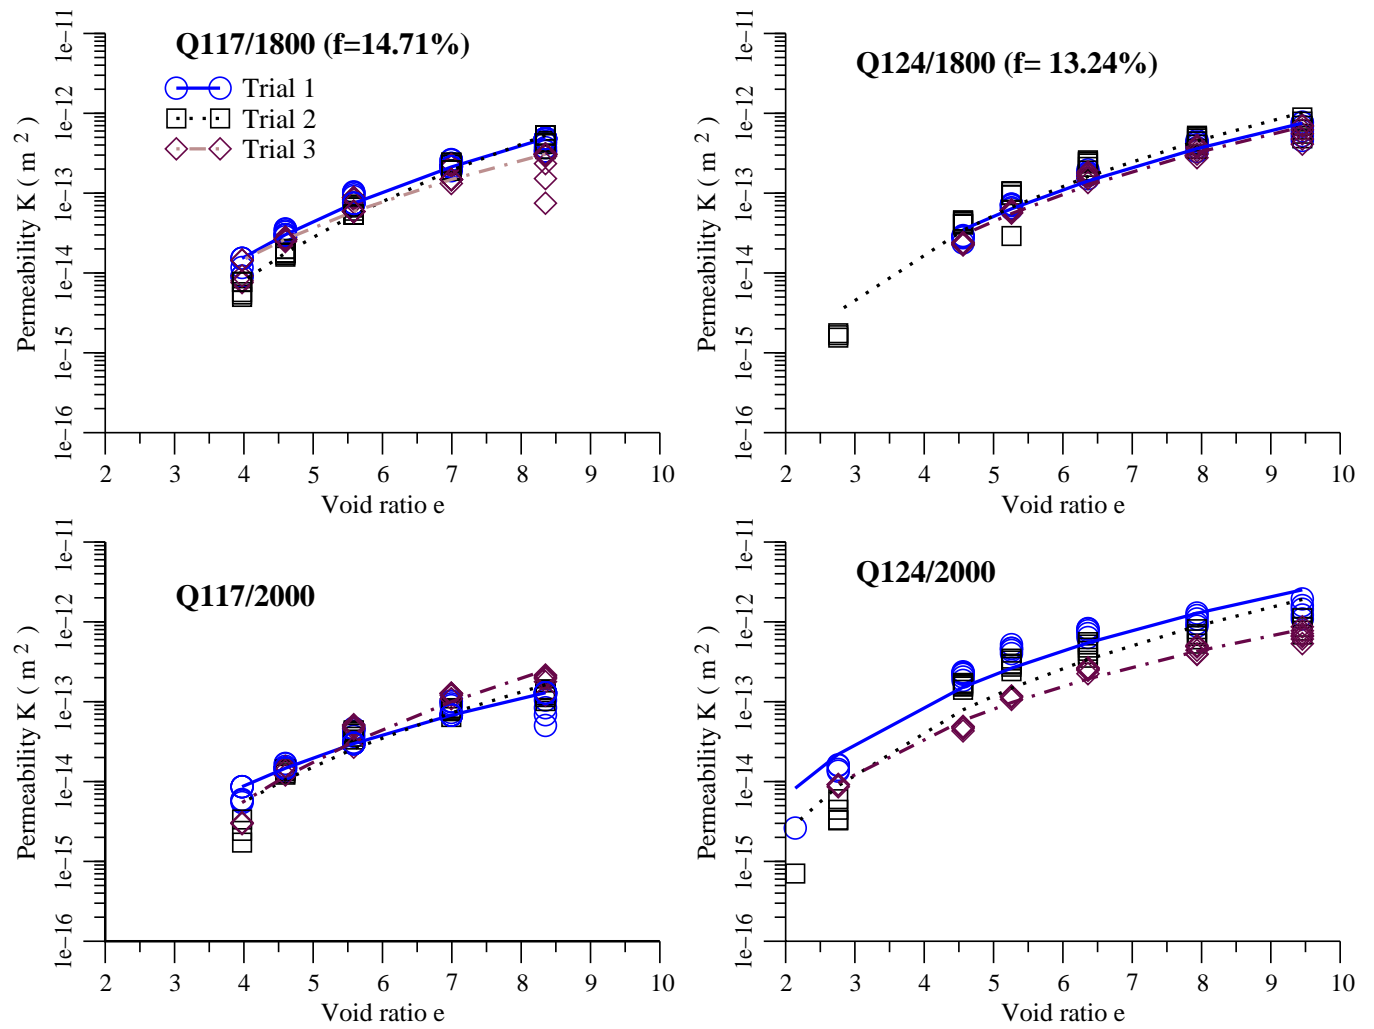 Q117/1800 (f=14.71%)
Trial 1
Trial 2
Trial 3
1e−11
1e−12
1e−13
1e−14
1e−15
1e−16
Permeability K ( m 2 )
2 3 4 5 6 7 8 9 10
Void ratio e
Q124/1800 (f= 13.24%)
1e−11
1e−12
1e−13
1e−14
1e−15
1e−16
Permeability K ( m 2 )
2 3 4 5 6 7 8 9 10
Void ratio e
Q117/2000
1e−11
1e−12
1e−13
1e−14
1e−15
1e−16
Permeability K ( m 2 )
2 3 4 5 6 7 8 9 10
Void ratio e
Q124/2000
1e−11
1e−12
1e−13
1e−14
1e−15
1e−16
Permeability K ( m 2 )
2 3 4 5 6 7 8 9 10
Void ratio e